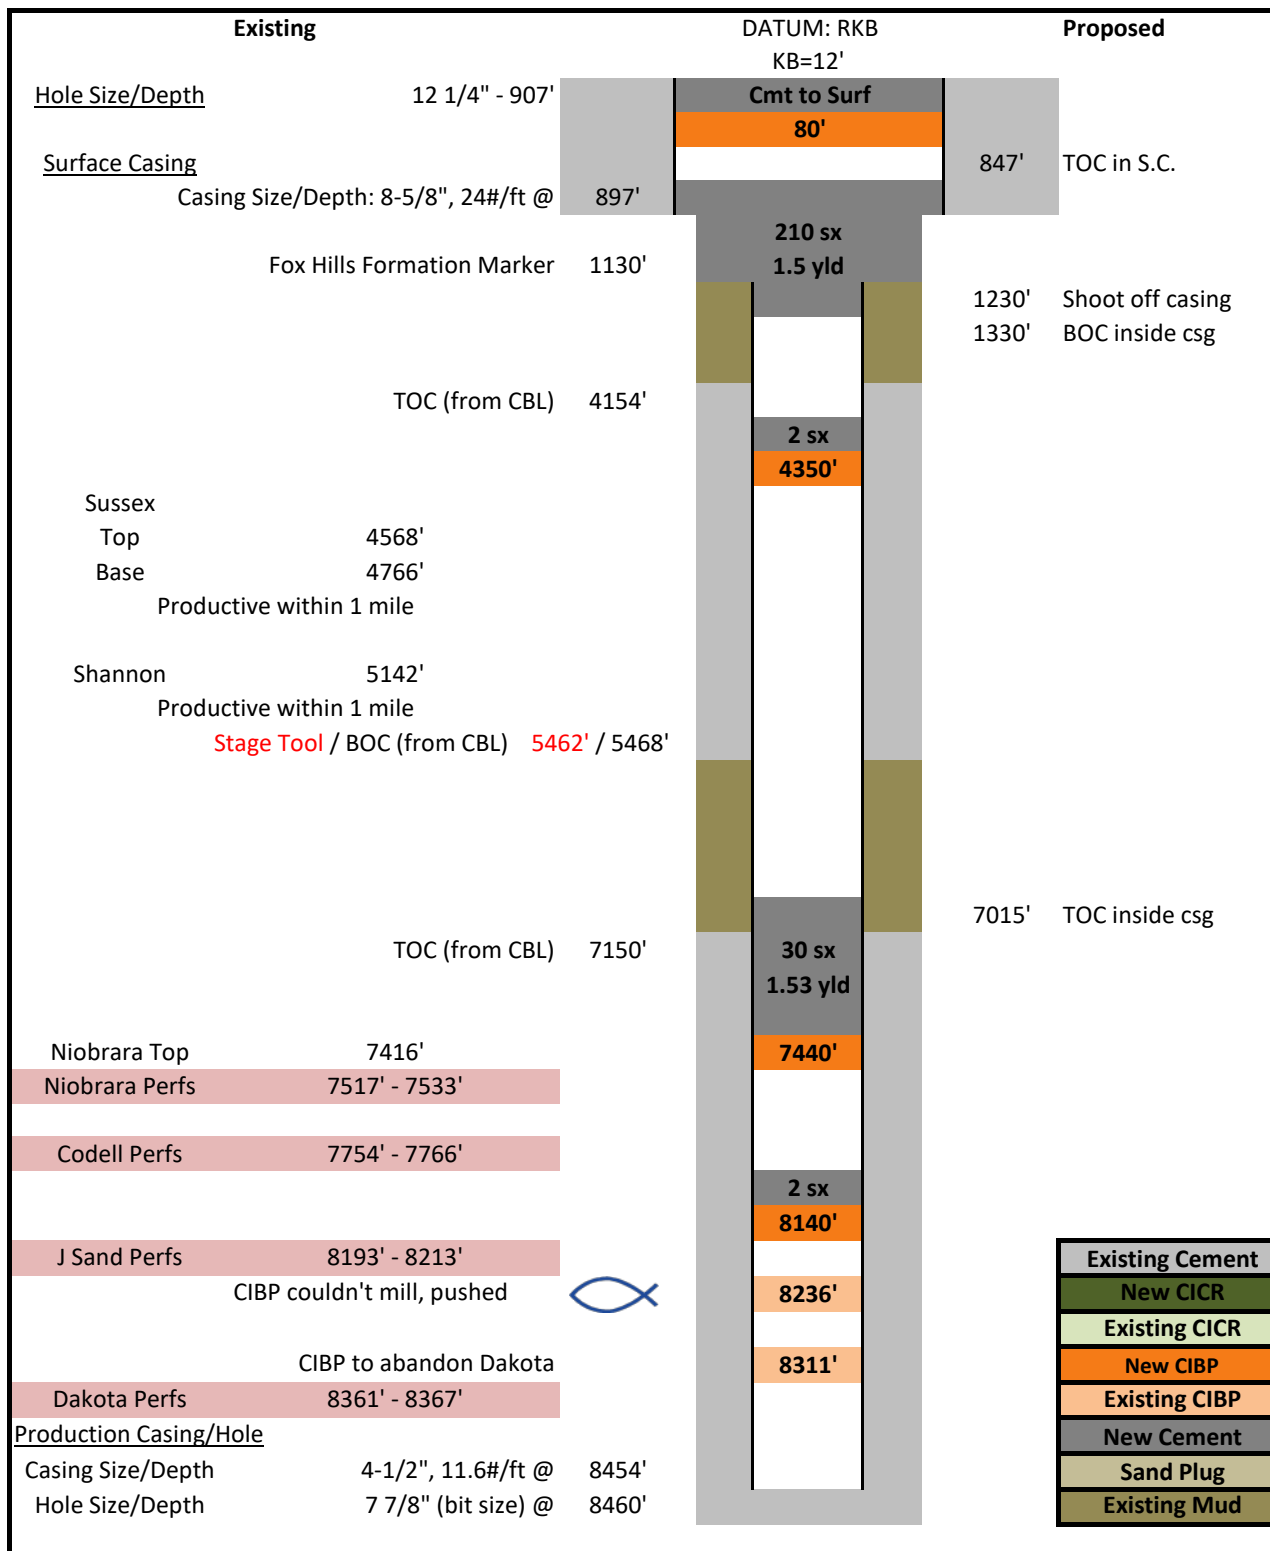 Existing DATUM: RKB Proposed
KB=12'
Hole Size/Depth 12 1/4" - 907' Cmt to Surf
80'
Surface Casing 847' TOC in S.C.
Casing Size/Depth: 8-5/8", 24#/ft @ 897'
210 sx
Fox Hills Formation Marker 1130' 1.5 yld
1230' Shoot off casing
1330' BOC inside csg
TOC (from CBL) 4154'
2 sx
4350'
Sussex
Top 4568'
Base 4766'
Productive within 1 mile
Shannon 5142'
Productive within 1 mile
Stage Tool / BOC (from CBL) 5462' / 5468'
7015' TOC inside csg
TOC (from CBL) 7150' 30 sx
1.53 yld
Niobrara Top 7416' 7440'
Niobrara Perfs 7517' - 7533'
Codell Perfs 7754' - 7766'
2 sx
8140'
J Sand Perfs 8193' - 8213' Existing Cement
CIBP couldn't mill, pushed 8236' New CICR
Existing CICR
CIBP to abandon Dakota 8311' New CIBP
Dakota Perfs 8361' - 8367' Existing CIBP
Production Casing/Hole New Cement
Casing Size/Depth 4-1/2", 11.6#/ft @ 8454' Sand Plug
Hole Size/Depth 7 7/8" (bit size) @ 8460' Existing Mud